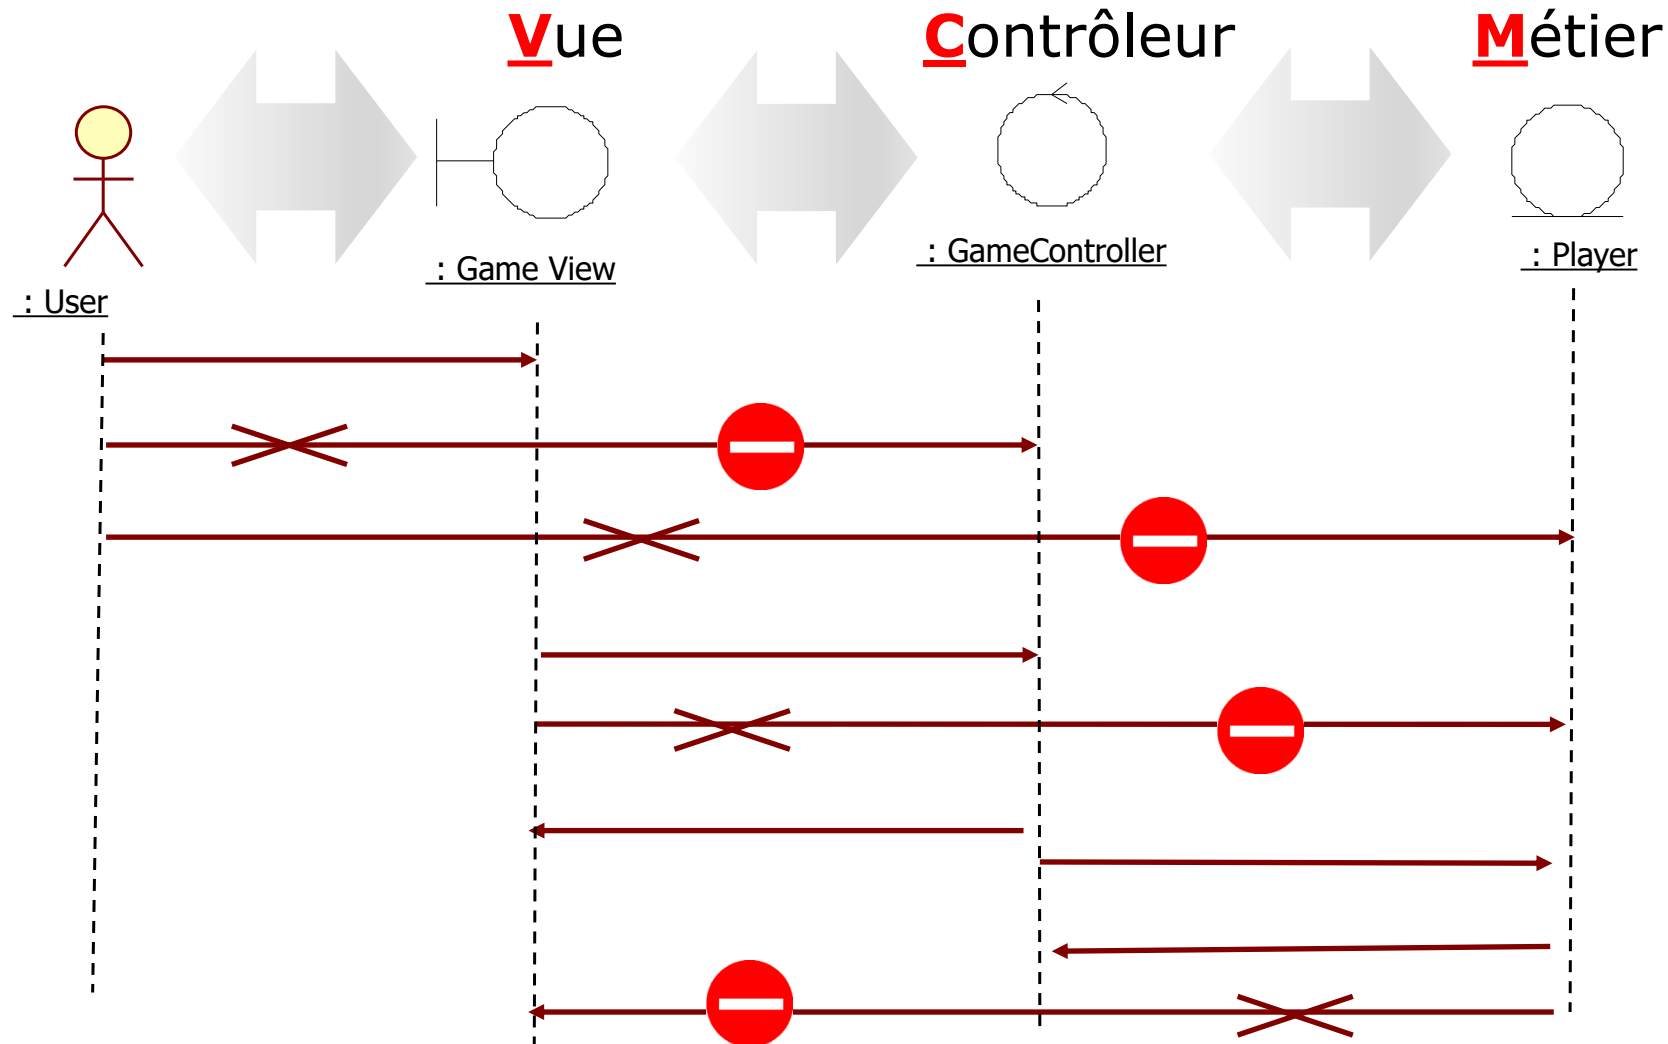 Vue
Contrôleur
Métier
: User
: Game View
: GameController
: Player